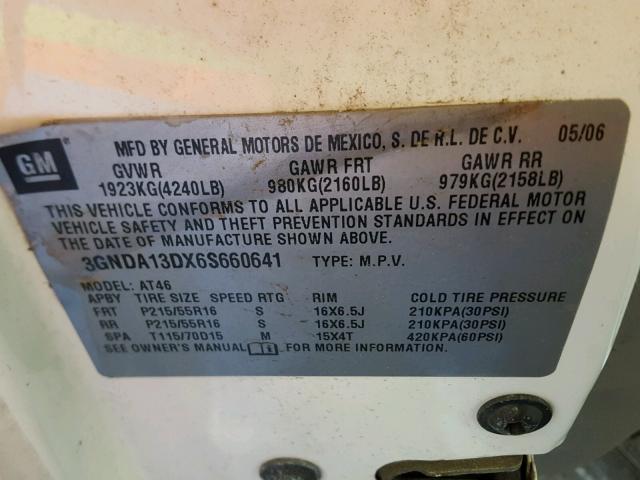 GM
MFD BY GENERAL MOTORS DE MEXICO, S. DE R.L. DE C.V. 05/06
GVWR GAWR FRT GAWR RR
1923KG(4240LB) 980KG(2160LB) 979KG(2158LB)
THIS VEHICLE CONFORMS TO ALL APPLICABLE U.S. FEDERAL MOTOR
VEHICLE SAFETY AND THEFT PREVENTION STANDARDS IN EFFECT ON
THE DATE OF MANUFACTURE SHOWN ABOVE.
3GNDA13DX6S660641 TYPE: M.P.V.
MODEL: AT46
APBY TIRE SIZE SPEED RTG RIM COLD TIRE PRESSURE
FRT P215/55R16 S 16X6.5J 210KPA(30PSI)
RR P215/55R16 S 16X6.5J 210KPA(30PSI)
SPA T115/70D15 M 15X4T 420KPA(60PSI)
SEE OWNER'S MANUAL FOR MORE INFORMATION.